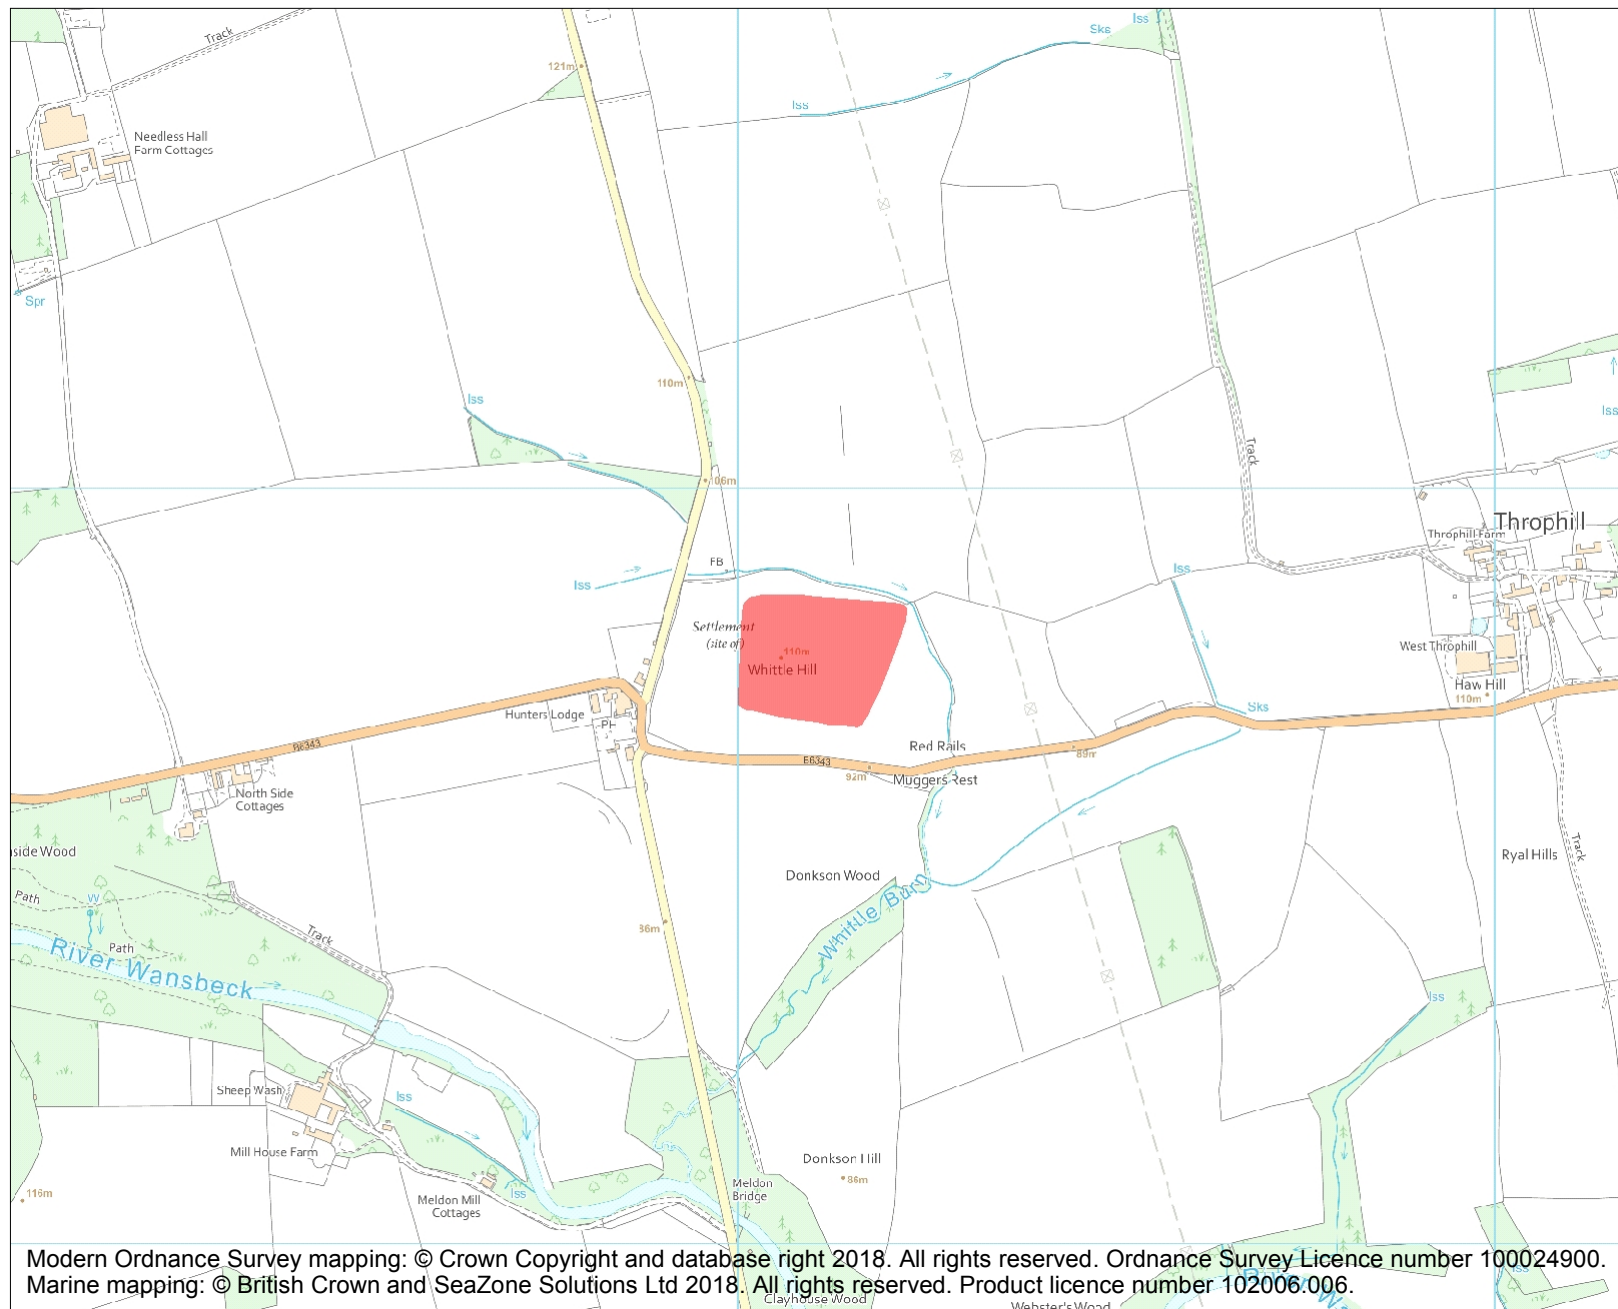 Iss
Sks
Track
121m
Iss
Needless Hall
Farm Cottages
Spr
110m
Iss
Iss
Track
106m
Throphill
Throphill Farm
FB
Iss
Iss
Settlement
(site of)
110m
Whittle Hill
West Throphill
Haw Hill
110m
Hunters Lodge
PH
Sks
B6343
Red Rails
89m
B6343
92m
Muggers Rest
North Side
Cottages
Track
Ryal Hills
Donkson Wood
Path
W
Whittle Burn
86m
Track
Path
River Wansbeck
Iss
Sheep Wash
Iss
Mill House Farm
Donkson Hill
86m
Meldon
Bridge
116m
Iss
Meldon Mill
Cottages
Modern Ordnance Survey mapping: © Crown Copyright and database right 2018. All rights reserved. Ordnance Survey Licence number 100024900.
Marine mapping: © British Crown and SeaZone Solutions Ltd 2018. All rights reserved. Product licence number 102006.006.
Iss
Clayhouse Wood
Webster's Wood